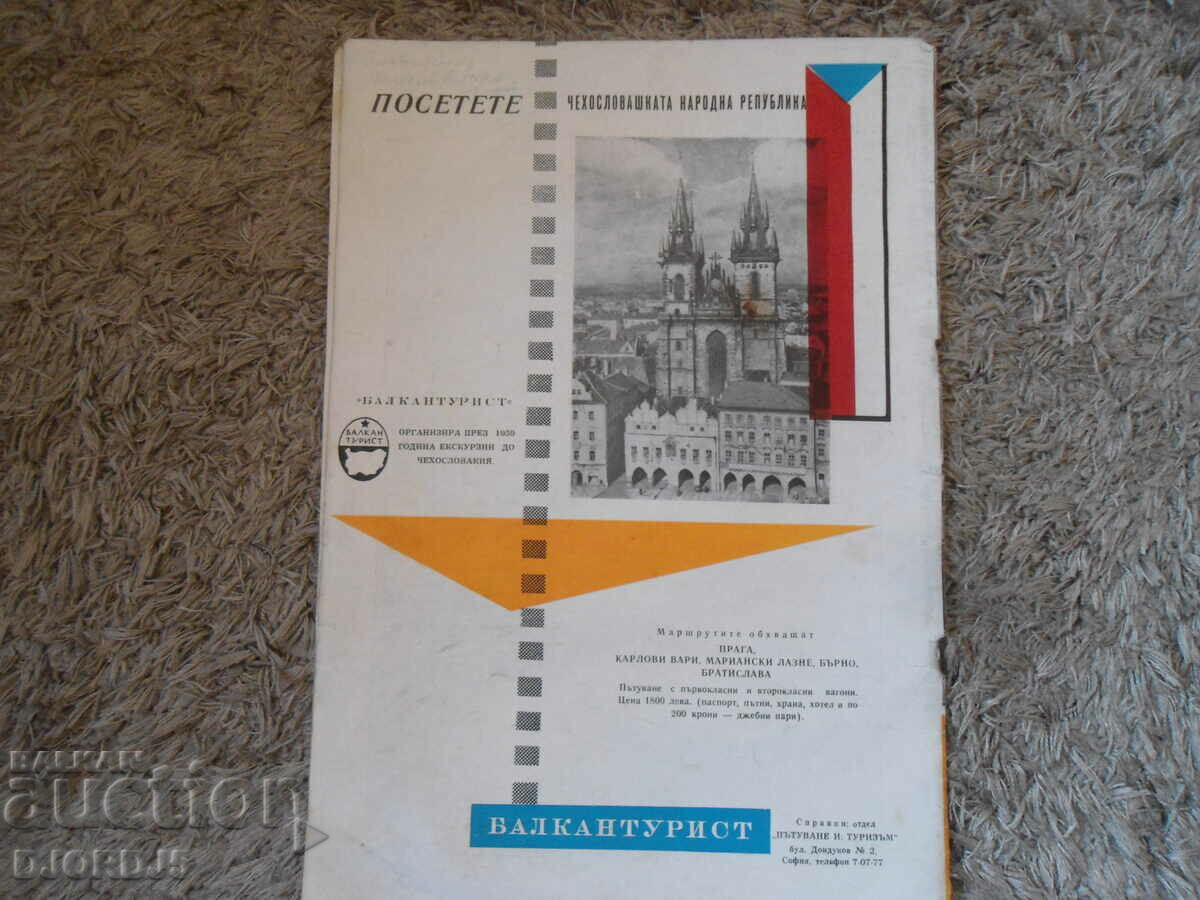 ПОСЕТЕТЕ
ЧЕХОСЛОВАШКАТА НАРОДНА РЕПУБЛИКА
«БАЛКАНТУРИСТ»
БАЛКАН
ТУРИСТ
ОРГАНИЗИРА ПРЕЗ 1959
ГОДИНА ЕКСКУРЗИИ ДО
ЧЕХОСЛОВАКИЯ.
Маршрутите обхващат
ПРАГА,
КАРЛОВИ ВАРИ, МАРИАНСКИ ЛАЗНЕ, БЪРНО,
БРАТИСЛАВА
Пътуване с първокласни и второкласни вагони.
Цена 1800 лева. (паспорт, пътни, храна, хотел и по
200 крони — джебни пари).
БАЛКАНТУРИСТ
Справки: отдел
„ПЪТУВАНЕ И: ТУРИЗЪМ"
бул. Дондуков № 2,
София, телефон 7-07-77
БАЛКАН
auction
DJORDJ5